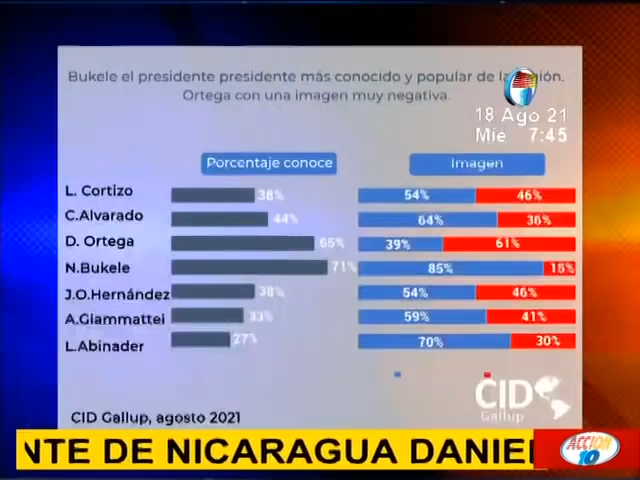 Bukele el presidente presidente más conocido y popular de la
Ortega con una imagen muy negativa.
18 Ago 21
Mié 7:45
Porcentaje conoce Imagen
L. Cortizo 38% 54% 46%
C.Alvarado 44% 64% 36%
D. Ortega 65% 39% 61%
N.Bukele 71% 85% 15%
J.O.Hernández 38% 54% 46%
A.Giammattei 33% 59% 41%
L.Abinader 27% 70% 30%
CID
Gallup
CID Gallup, agosto 2021
NTE DE NICARAGUA DANIEL
ACCION
10